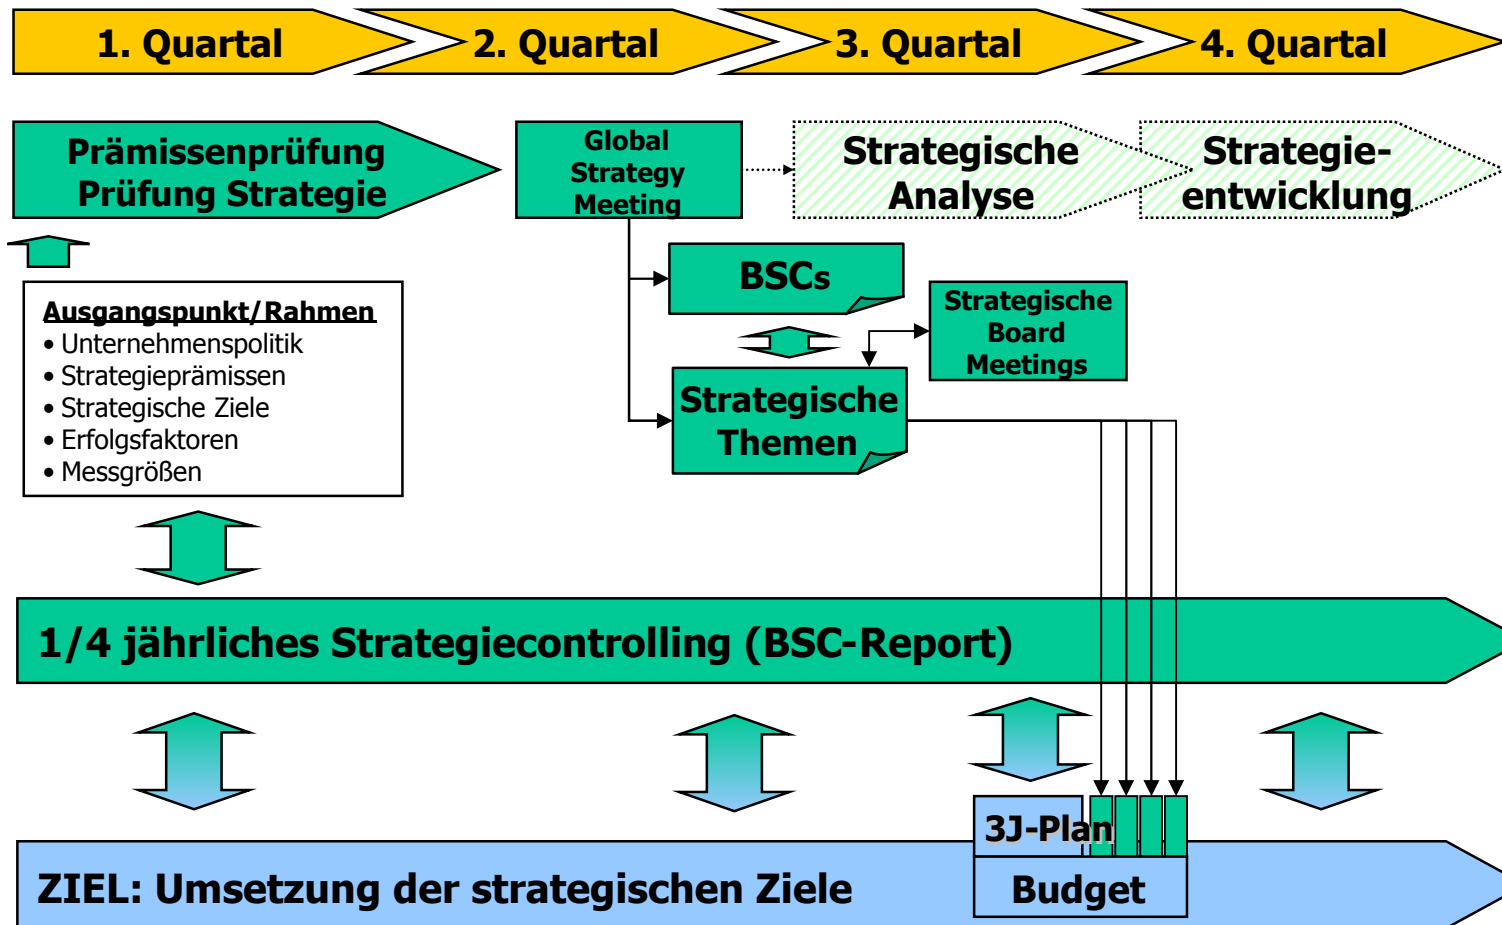 1. Quartal
2. Quartal
3. Quartal
4. Quartal
Prämissenprüfung
Prüfung Strategie
Global
Strategy
Meeting
Strategische
Analyse
Strategie-
entwicklung
BSCs
Strategische
Board
Meetings
Ausgangspunkt/Rahmen
• Unternehmenspolitik
• Strategieprämissen
• Strategische Ziele
• Erfolgsfaktoren
• Messgrößen
Strategische
Themen
1/4 jährliches Strategiecontrolling (BSC-Report)
3J-Plan
ZIEL: Umsetzung der strategischen Ziele
Budget